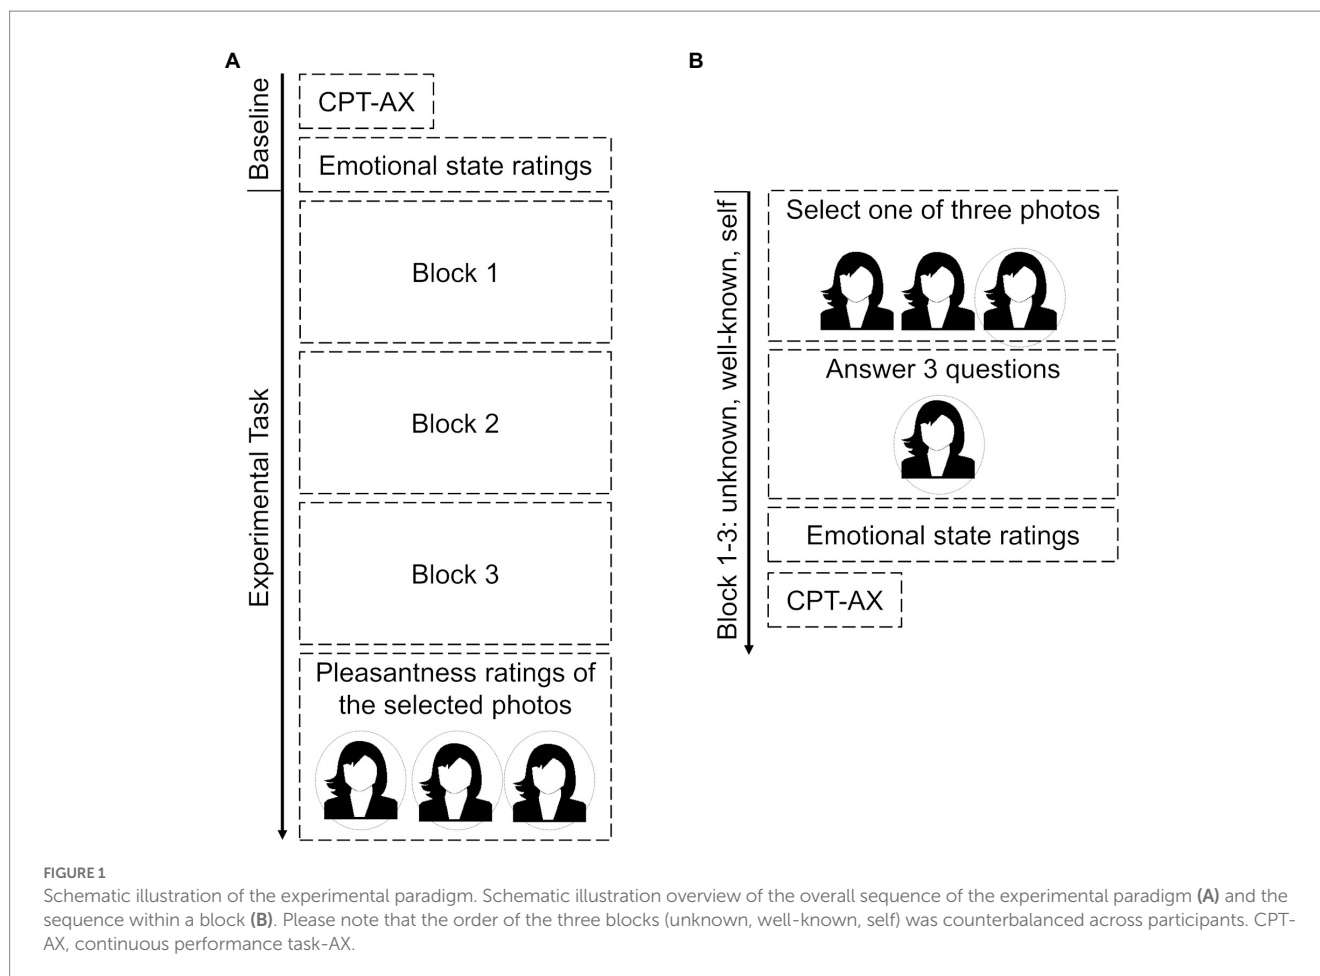 A
Baseline
CPT-AX
Emotional state ratings
Experimental Task
Block 1
Block 2
Block 3
Pleasantness ratings of
the selected photos
B
Block 1-3: unknown, well-known, self
Select one of three photos
Answer 3 questions
Emotional state ratings
CPT-AX
FIGURE 1
Schematic illustration of the experimental paradigm. Schematic illustration overview of the overall sequence of the experimental paradigm (A) and the
sequence within a block (B). Please note that the order of the three blocks (unknown, well-known, self) was counterbalanced across participants. CPT-
AX, continuous performance task-AX.